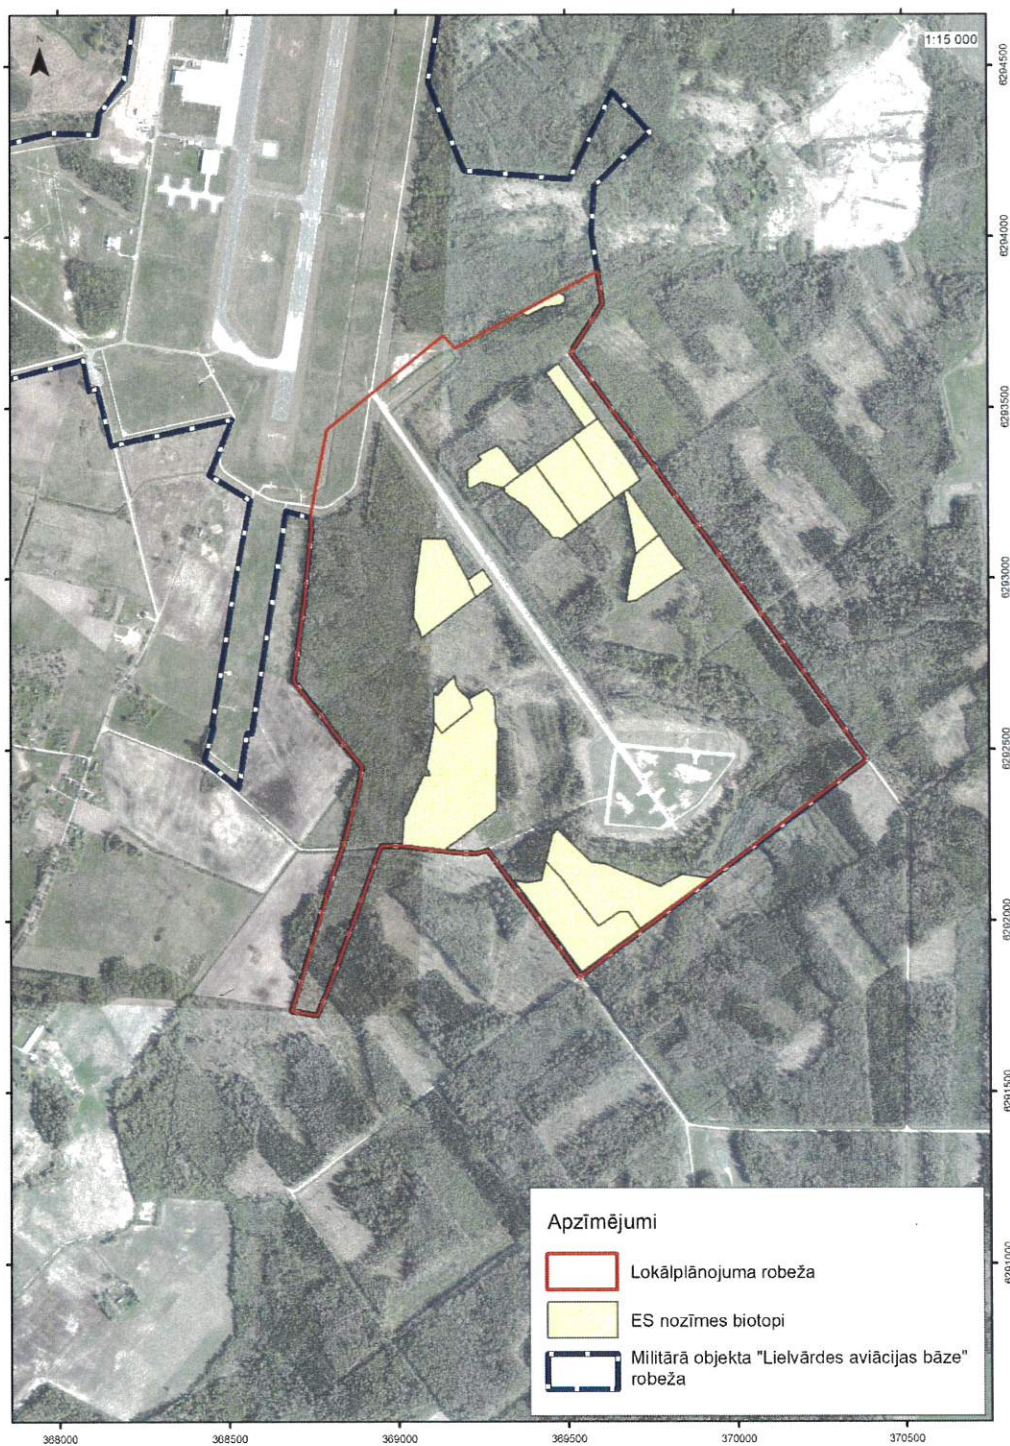 z
1:15 000
6294500
6294000
6293500
6293000
6292500
6292000
6291500
6291000
Apzīmējumi
Lokālplānojuma robeža
ES nozīmes biotopi
Militārā objekta "Lielvārdes aviācijas bāze"
robeža
368000 368500 369000 369500 370000 370500